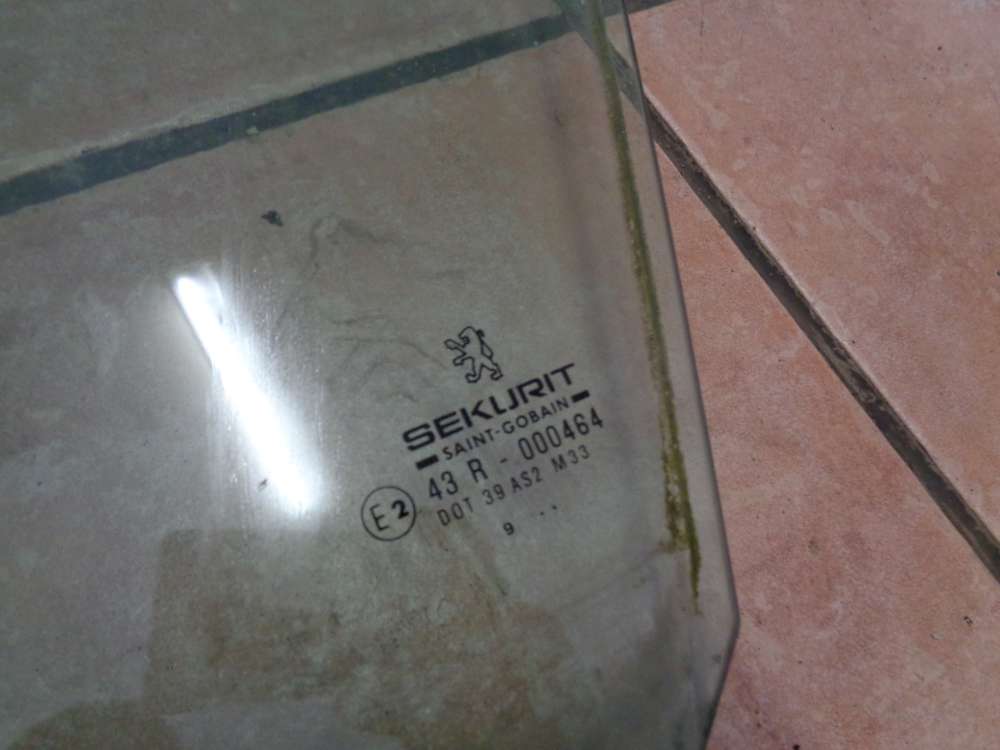 SEKURIT
SAINT-GOBAIN
43 R - 000464
E2
DOT 39 AS2 M33
9 ..